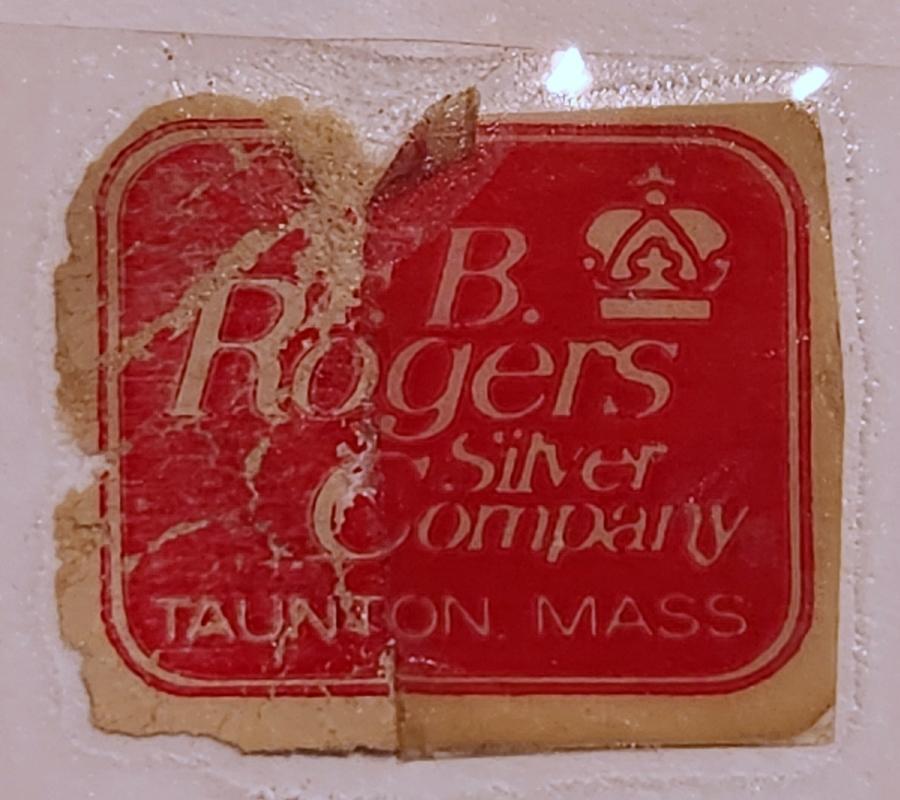 B.
Rogers
Silver
Company
TAUNTON. MASS